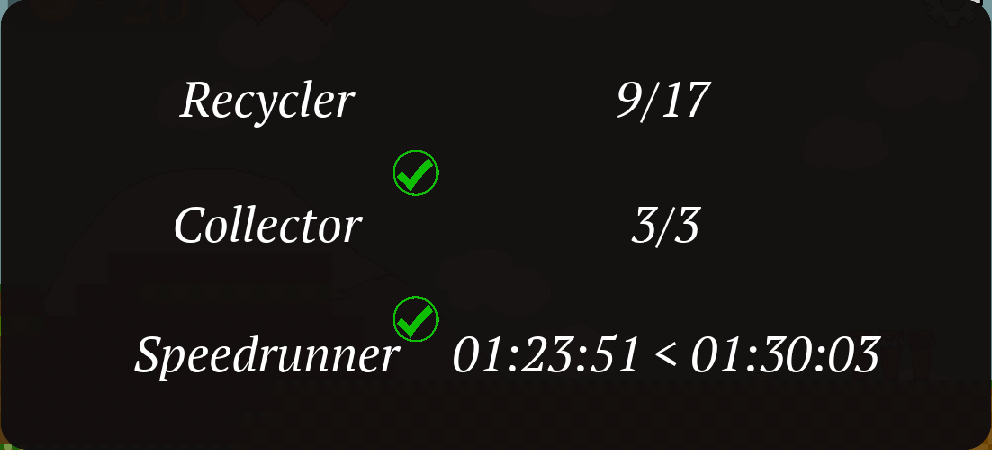 Recycler 9/17
Collector 3/3
Speedrunner 01:23:51 < 01:30:03